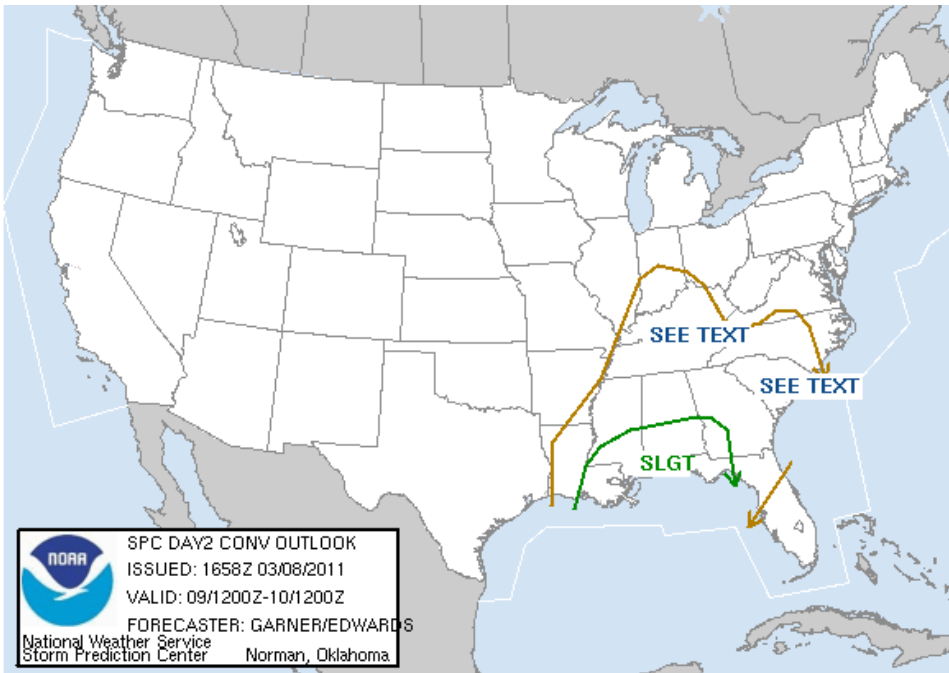 SEE TEXT
SEE TEXT
SLGT
NOAA
SPC DAY2 CONV OUTLOOK
ISSUED: 1658Z 03/08/2011
VALID: 09/1200Z-10/1200Z
FORECASTER: GARNER/EDWARDS
National Weather Service
Storm Prediction Center Norman, Oklahoma